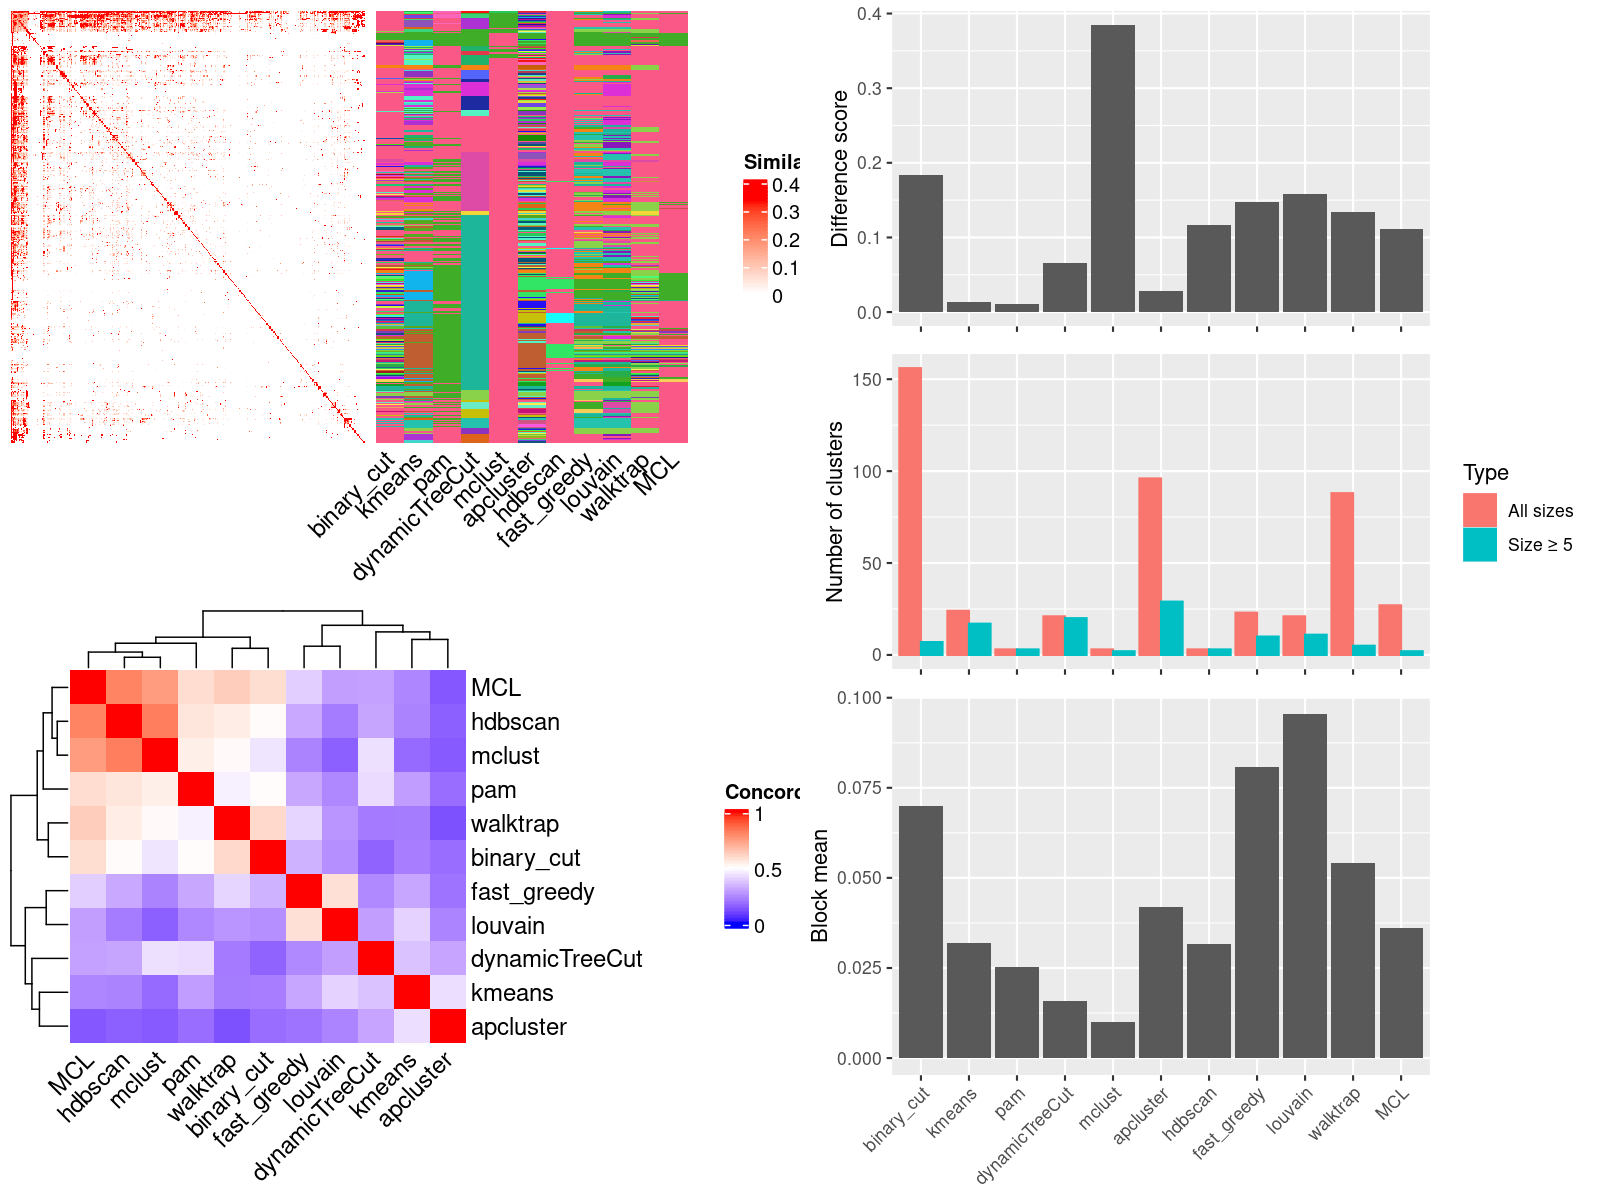 Simila
0.4
0.3
0.2
0.1
0
binary_cut
kmeans
pam
dynamicTreeCut
mclust
apcluster
hdbscan
fast_greedy
louvain
walktrap
MCL
MCL
hdbscan
mclust
pam
walktrap
binary_cut
fast_greedy
louvain
dynamicTreeCut
kmeans
apcluster
MCL
hdbscan
mclust
pam
walktrap
binary_cut
fast_greedy
louvain
dynamicTreeCut
kmeans
apcluster
Concord
1
0.5
0
Difference score
0.4
0.3
0.2
0.1
0.0
Number of clusters
150
100
50
0
Type
All sizes
Size ≥ 5
Block mean
0.100
0.075
0.050
0.025
0.000
binary_cut
kmeans
pam
dynamicTreeCut
mclust
apcluster
hdbscan
fast_greedy
louvain
walktrap
MCL